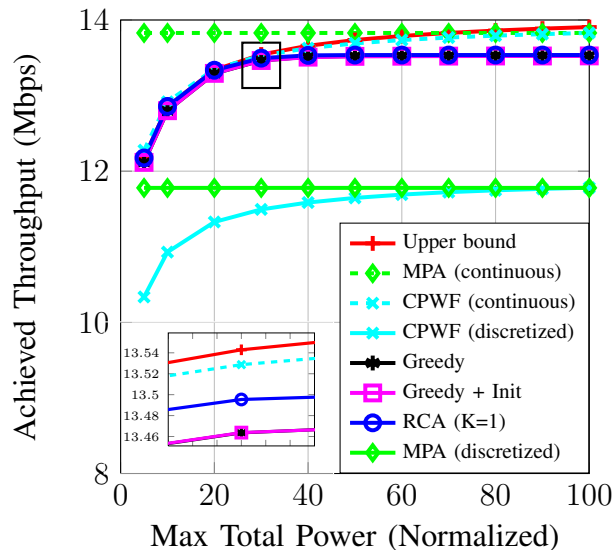 14
12
10
8
0
20
40
60
80
100
Achieved Throughput (Mbps)
Max Total Power (Normalized)
Upper bound
MPA (continuous)
CPWF (continuous)
CPWF (discretized)
Greedy
Greedy + Init
RCA (K=1)
MPA (discretized)
13.54
13.52
13.5
13.48
13.46